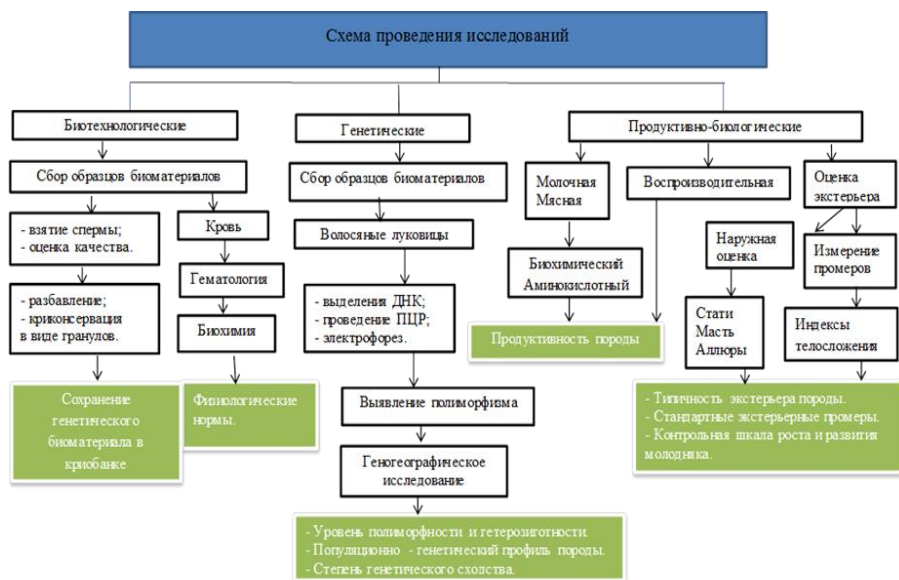 Схема проведения исследований
Биотехнологические
Сбор образцов биоматериалов
- взятие спермы;
- оценка качества.
- разбавление;
- криконсервация
в виде гранулов.
Сохранение
генетического
биоматериала в
криобанке
Кровь
Гематология
Биохимия
Физиологические
нормы.
Генетические
Сбор образцов биоматериалов
Волосяные луковицы
- выделения ДНК;
- проведение ПЦР;
- электрофорез.
Выявление полиморфизма
Геногеографическое
исследование
- Уровень полиморфности и гетерозиготности.
- Популяционно - генетический профиль породы.
- Степень генетического сходства.
Продуктивно-биологические
Молочная
Мясная
Биохимический
Аминокислотный
Воспроизводительная
Продуктивность породы
Оценка
экстерьера
Наружная
оценка
Стати
Масть
Аллюры
Измерение
промеров
Индексы
телосложения
- Типичность экстерьера породы.
- Стандартные экстерьерные промеры.
- Контрольная шкала роста и развития
молодняка.